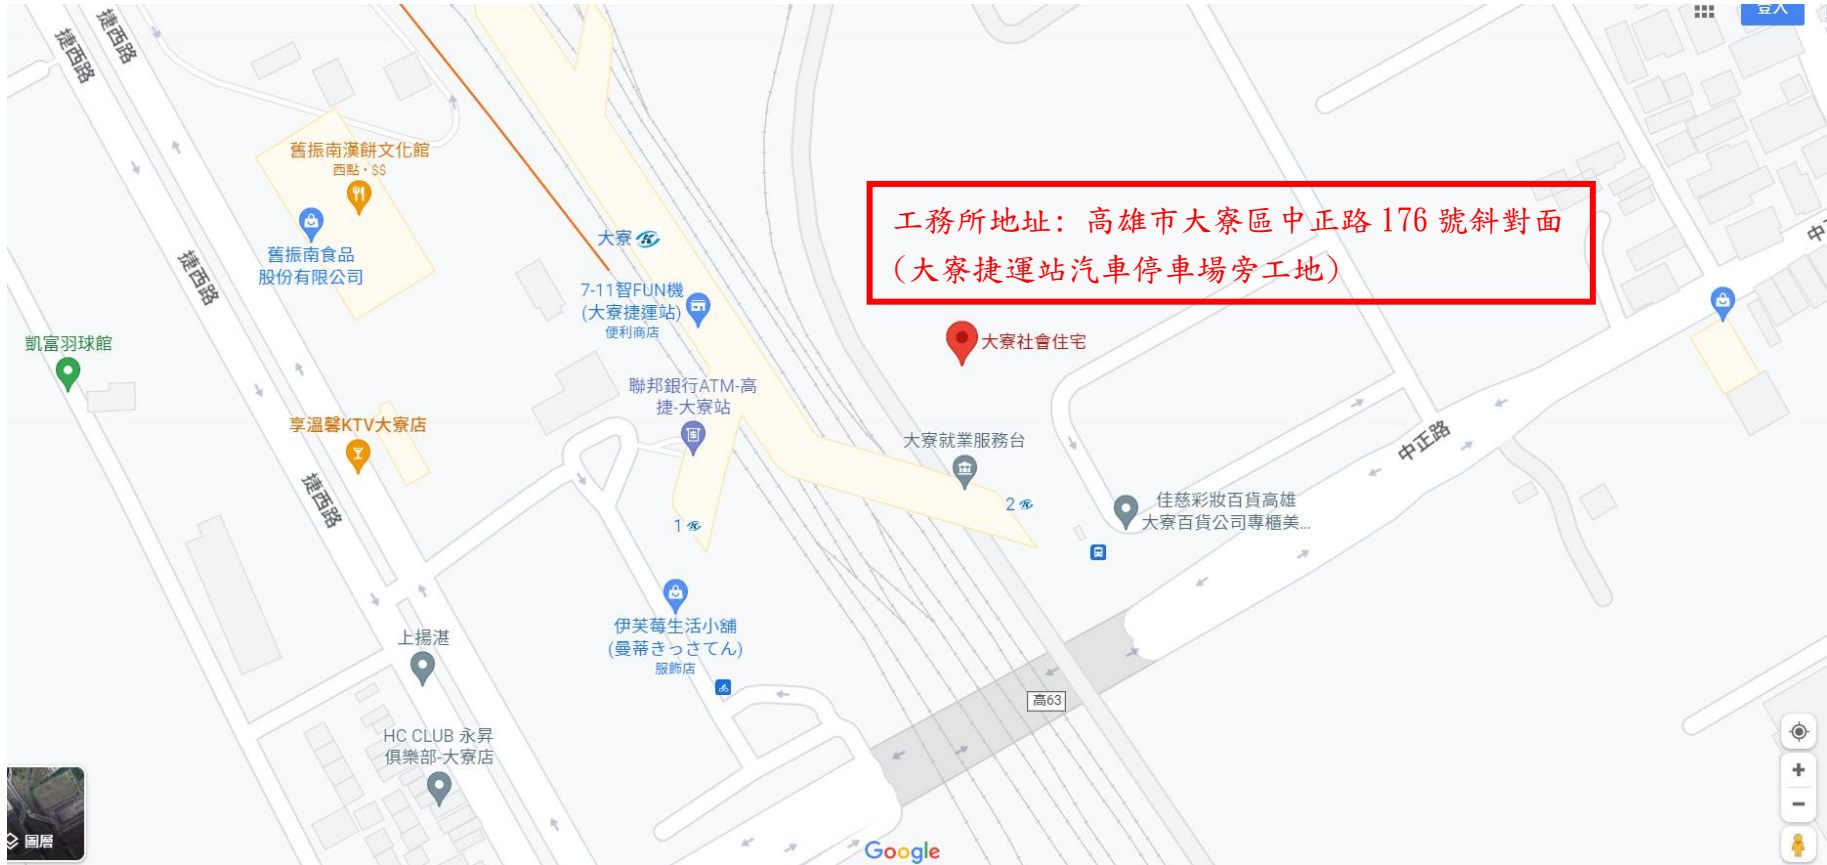 捷西路
捷西路
登入
舊振南漢餅文化館
西點·$$
舊振南食品
股份有限公司
捷西路
大寮
7-11智FUN機
(大寮捷運站)
便利商店
工務所地址: 高雄市大寮區中正路 176 號斜對面
(大寮捷運站汽車停車場旁工地)
中
凱富羽球館
大寮社會住宅
聯邦銀行ATM-高
捷-大寮站
享溫馨KTV大寮店
大寮就業服務台
中正路
捷西路
1
2
佳慈彩妝百貨高雄
大寮百貨公司專櫃美...
上揚湛
伊芙莓生活小舖
(曼蒂きっさてん)
服飾店
高63
HC CLUB 永昇
俱樂部-大寮店
圖層
Google